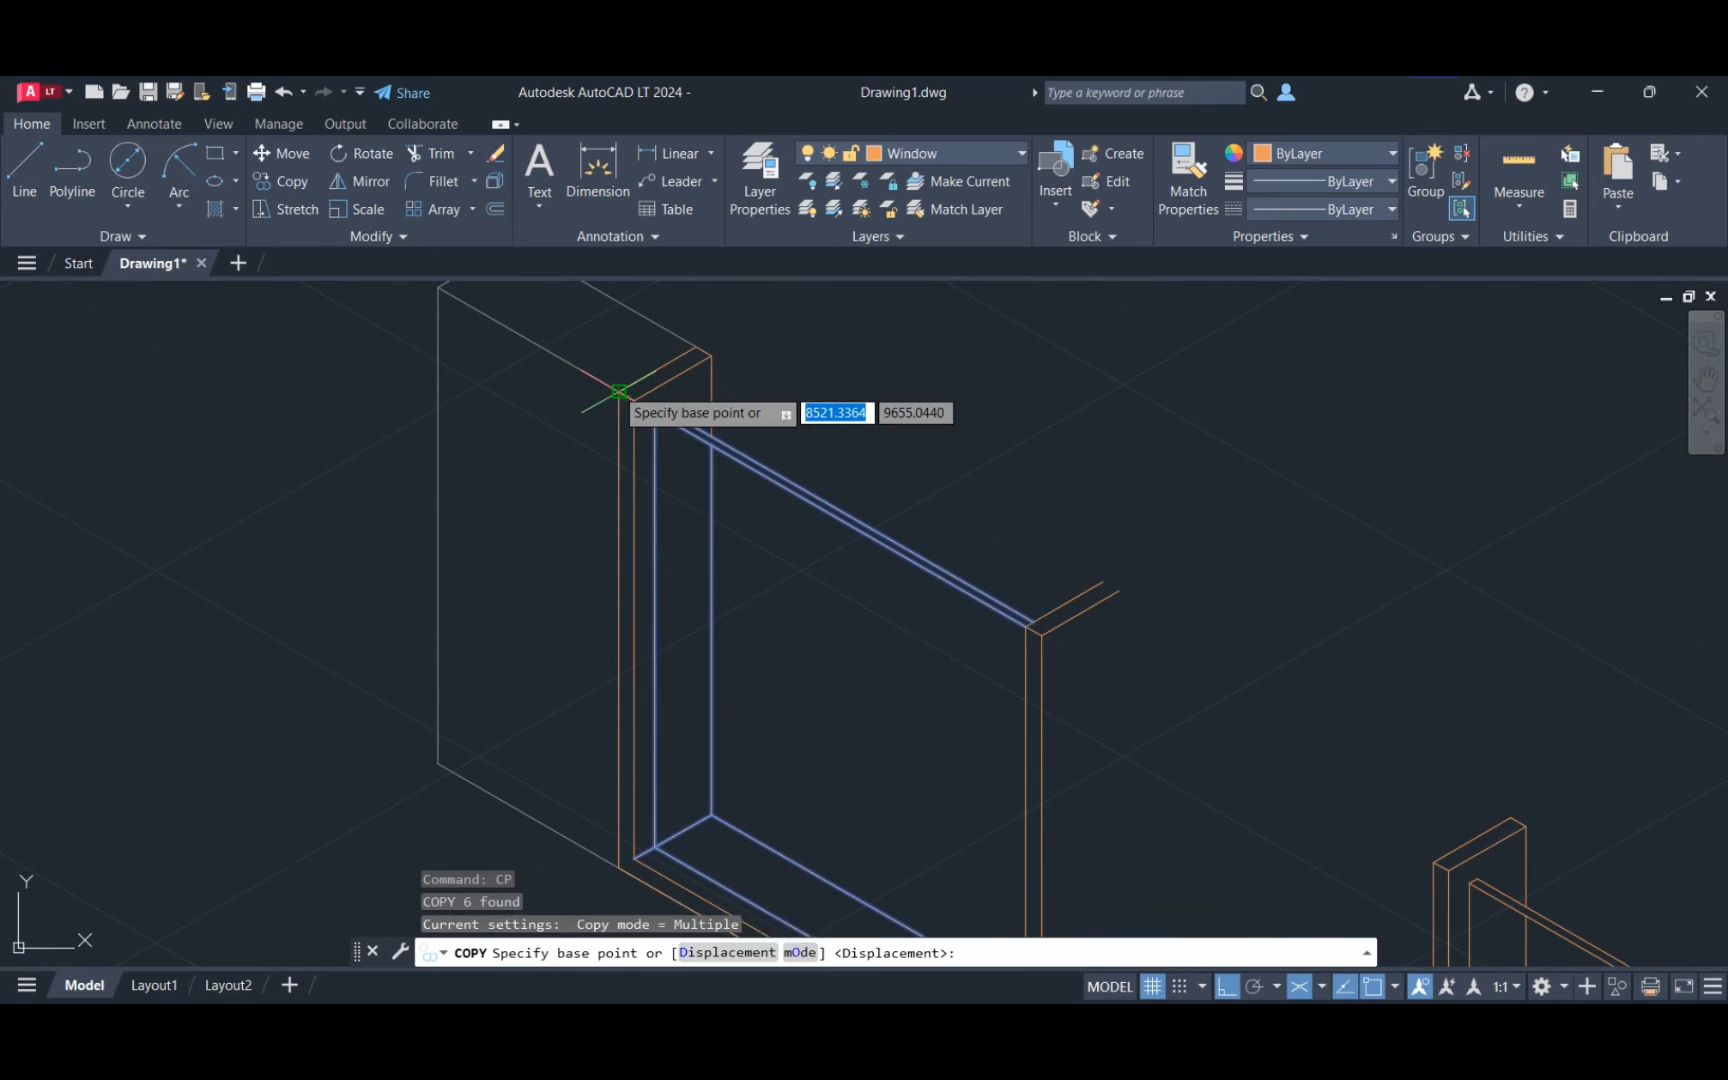 A LT Share Autodesk AutoCAD LT 2024 - Drawing1.dwg Type a keyword or phrase
Home Insert Annotate View Manage Output Collaborate
Line Polyline Circle Arc
Draw
Move Rotate Trim
Copy Mirror Fillet
Stretch Scale Array
Modify
Text Dimension
Linear
Leader
Table
Annotation
Layer Properties
Window
Make Current
Match Layer
Layers
Insert
Create
Edit
Block
Match Properties
ByLayer
ByLayer
ByLayer
Properties
Group
Groups
Measure
Utilities
Paste
Clipboard
Start Drawing1*
Specify base point or 8521.3364 9655.0440
Y
X
Command: CP
COPY 6 found
Current settings: Copy mode = Multiple
COPY Specify base point or [Displacement mOde] <Displacement>:
Model Layout1 Layout2 MODEL 1:1